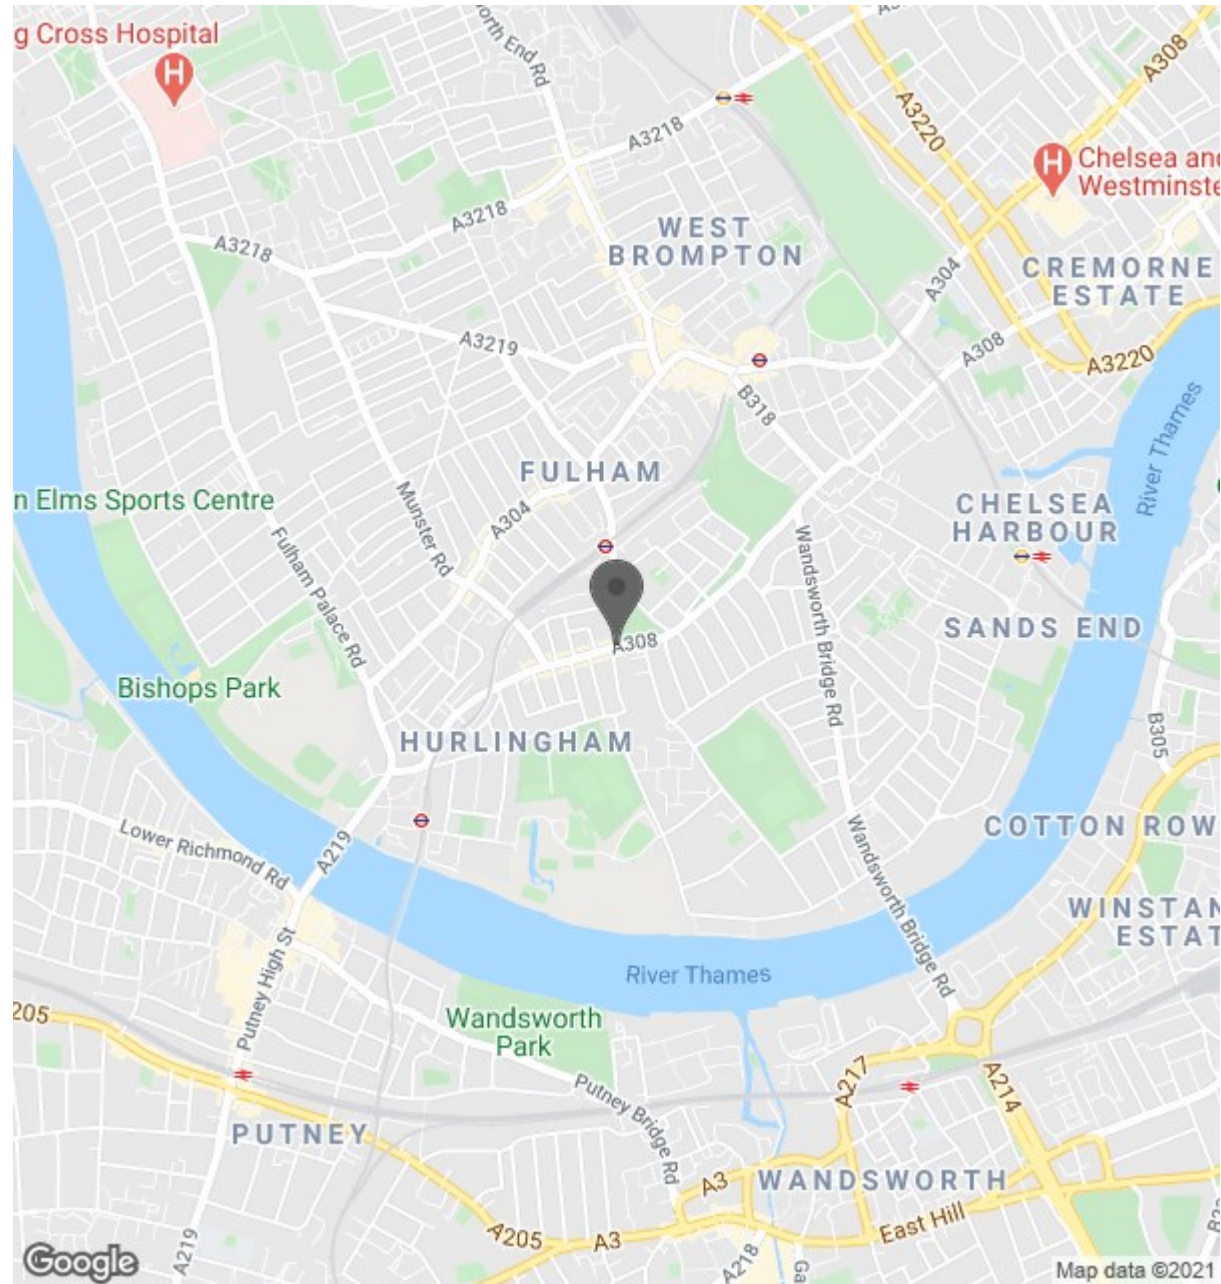 g Cross Hospital
H
orth End Rd
A3218
A308
A3220
H
Chelsea and
Westminste
A3218
A3218
WEST
BROMPTON
A304
CREMORNE
ESTATE
A3219
A308
A3220
B318
River Thames
FULHAM
n Elms Sports Centre
Munster Rd
A304
CHELSEA
HARBOUR
Fulham Palace Rd
Wandsworth Bridge Rd
A308
SANDS END
Bishops Park
HURLINGHAM
B305
Lower Richmond Rd
A219
Wandsworth Bridge Rd
COTTON ROW
WINSTAN
ESTAT
Putney High St
River Thames
205
Wandsworth
Park
Putney Bridge Rd
A217
A214
PUTNEY
A3
WANDSWORTH
A205
A3
East Hill
A219
A218
Ga
Google
Map data ©2021